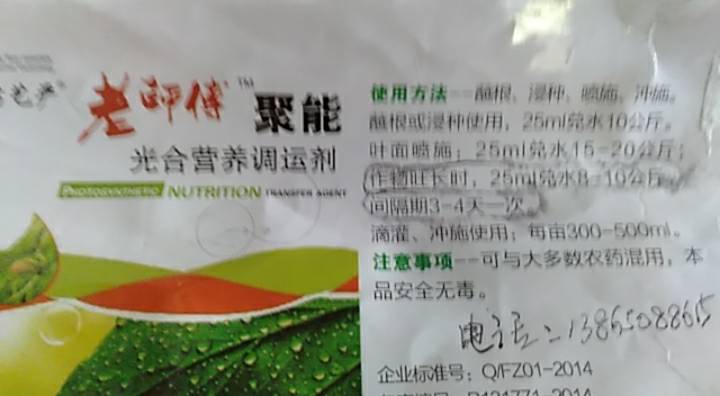 老师傅™ 聚能
光合营养调运剂
PHOTOSYNTHETIC NUTRITION TRANSFER AGENT
使用方法--蘸根、浸种、喷施、冲施。
蘸根或浸种使用，25ml兑水10公斤。
叶面喷施：25ml兑水15-20公斤；
作物旺长时，25ml兑水8-10公斤，
间隔期3-4天一次。
滴灌、冲施使用：每亩300-500ml。
注意事项--可与大多数农药混用，本
品安全无毒。
企业标准号：Q/FZ01-2014